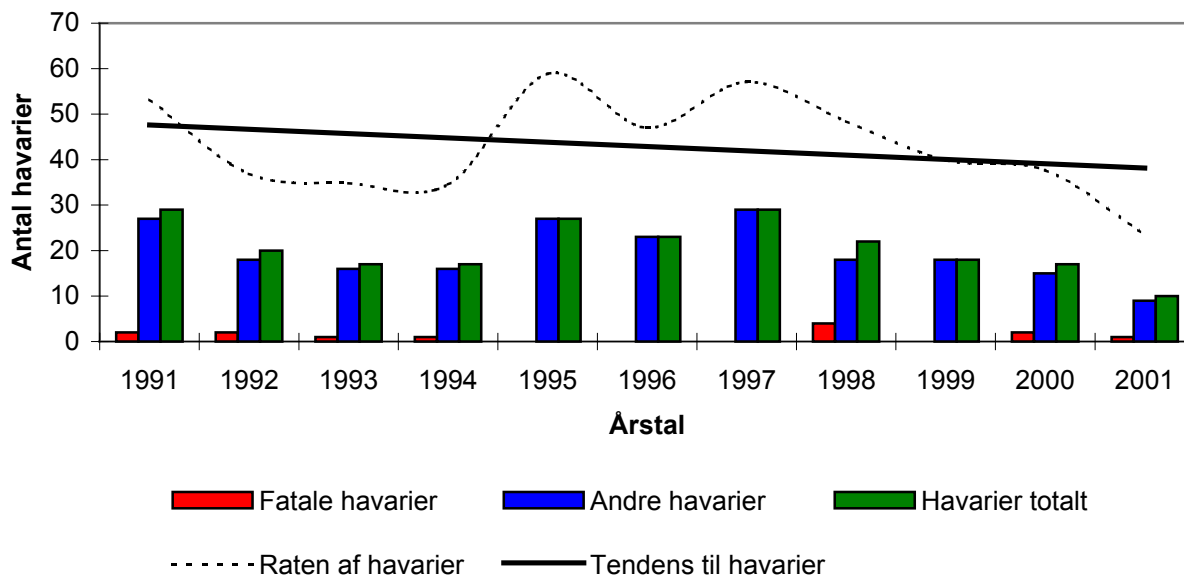 70
60
50
40
30
20
10
0
Antal havarier
1991 1992 1993 1994 1995 1996 1997 1998 1999 2000 2001
Årstal
Fatale havarier Andre havarier Havarier totalt
Raten af havarier Tendens til havarier